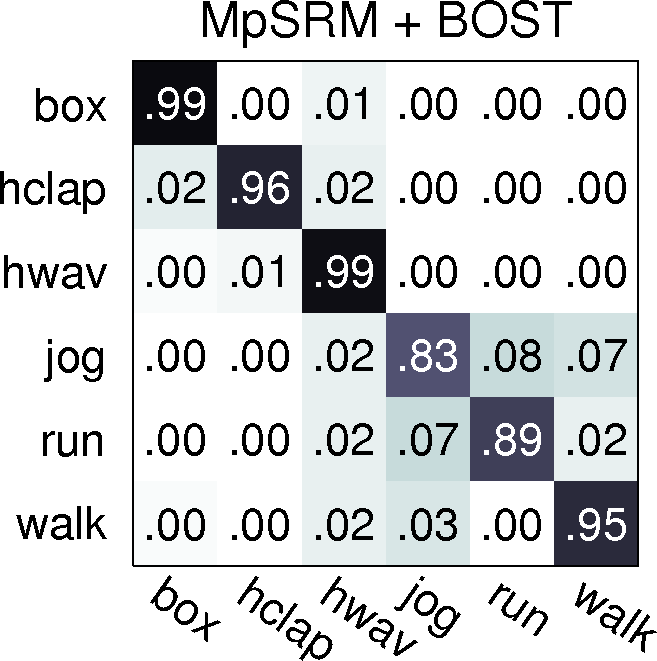 MpSRM + BOST
box .99 .00 .01 .00 .00 .00
hclap .02 .96 .02 .00 .00 .00
hwav .00 .01 .99 .00 .00 .00
jog .00 .00 .02 .83 .08 .07
run .00 .00 .02 .07 .89 .02
walk .00 .00 .02 .03 .00 .95
box hclap hwav jog run walk